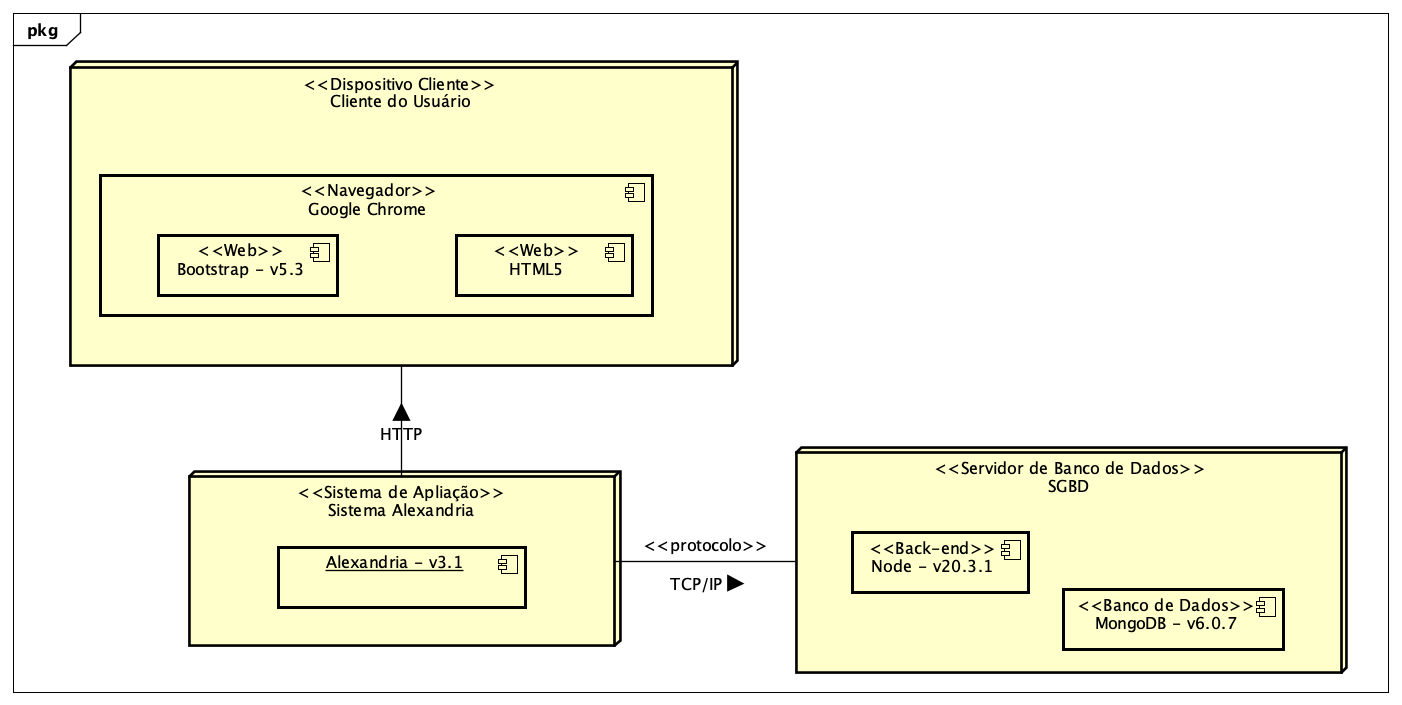 pkg
<<Dispositivo Cliente>>
Cliente do Usuário
<<Navegador>>
Google Chrome
<<Web>>
Bootstrap - v5.3
<<Web>>
HTML5
HTTP
<<Sistema de Apliação>>
Sistema Alexandria
Alexandria - v3.1
<<protocolo>>
TCP/IP
<<Servidor de Banco de Dados>>
SGBD
<<Back-end>>
Node - v20.3.1
<<Banco de Dados>>
MongoDB - v6.0.7